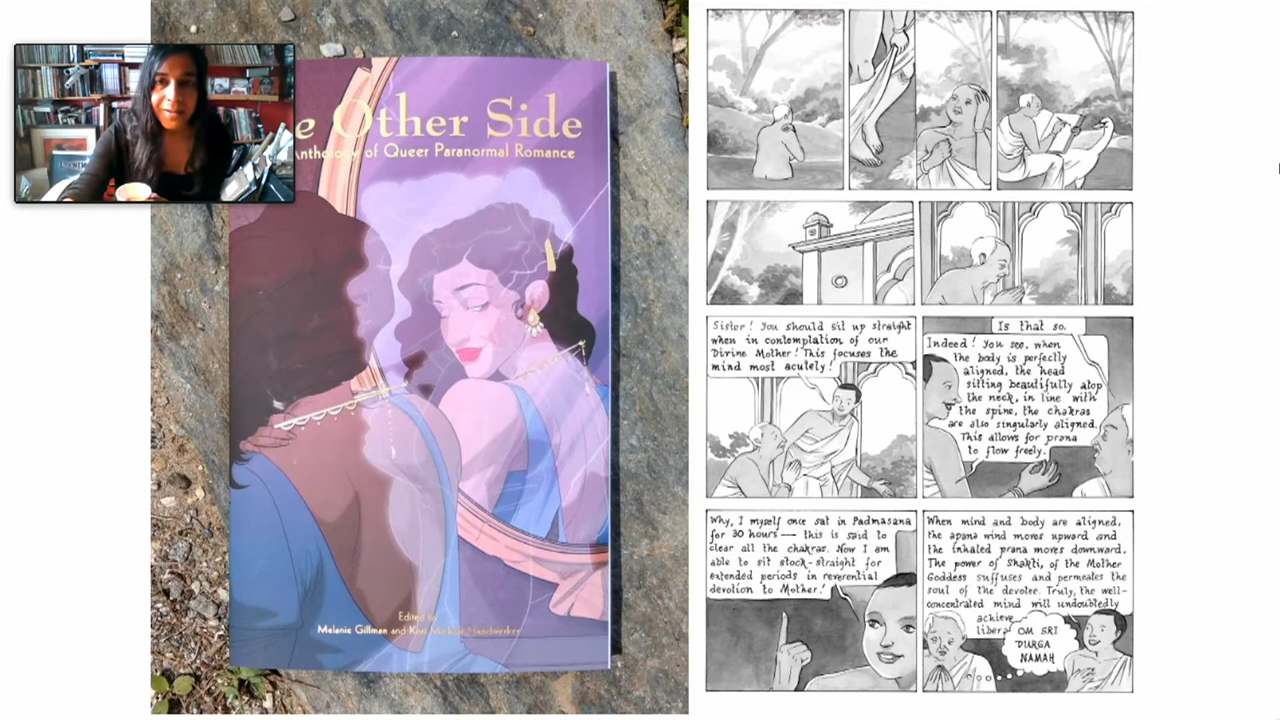 e Other Side
Anthology of Queer Paranormal Romance
Edited by
Melanie Gillman and Kori Michele Handwerker
Sister! You should sit up straight
when in contemplation of our
Divine Mother! This focuses the
mind most acutely!
Is that so.
Indeed! You see, when
the body is perfectly
aligned, the head
sitting beautifully atop
the neck, in line with
the spine, the chakras
are also singularly aligned.
This allows for prana
to flow freely.
Why, I myself once sat in Padmasana
for 30 hours — this is said to
clear all the chakras. Now I am
able to sit stock-straight for
extended periods in reverential
devotion to Mother!
When mind and body are aligned,
the apana wind moves upward and
the inhaled prana moves downward.
The power of Shakti, of the Mother
Goddess suffuses and permeates the
soul of the devotee. Truly, the well-
concentrated mind will undoubtedly
achieve
libera
OM SRI
DURGA
NAMAH